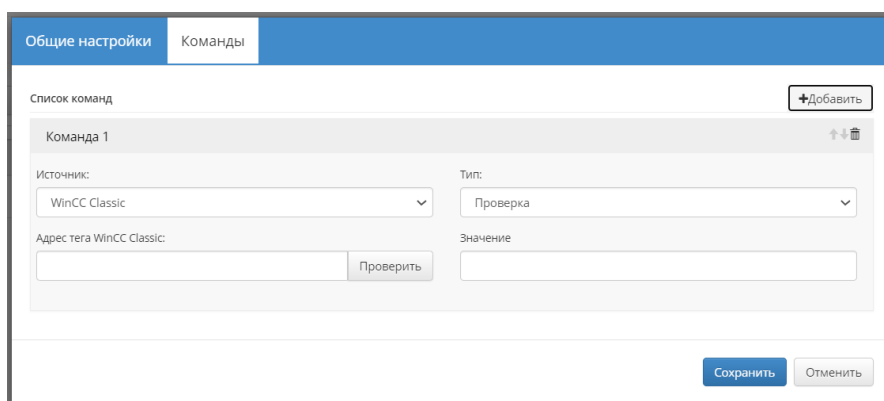 Общие настройки
Команды
Список команд
+Добавить
Команда 1
Источник:
Тип:
WinCC Classic
Проверка
Адрес тега WinCC Classic:
Значение
Проверить
Сохранить
Отменить